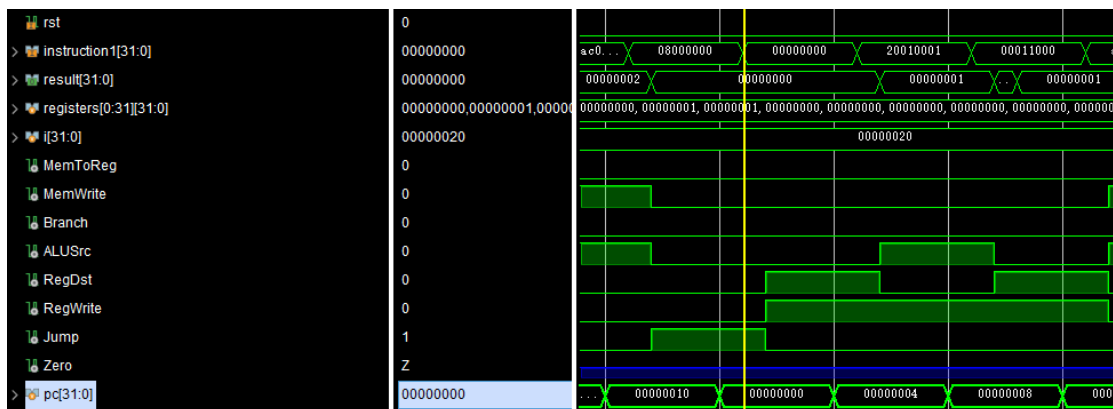 rst 0
instruction1[31:0] 00000000 ac0... 08000000 00000000 20010001 00011000
result[31:0] 00000000 00000002 00000000 00000001 ... 00000001
registers[0:31][31:0] 00000000,00000001,0000 00000000, 00000001, 00000001, 00000000, 00000000, 00000000, 00000000, 00000000, 000000
i[31:0] 00000020 00000020
MemToReg 0
MemWrite 0
Branch 0
ALUSrc 0
RegDst 0
RegWrite 0
Jump 1
Zero Z
pc[31:0] 00000000 ... 00000010 00000000 00000004 00000008 000